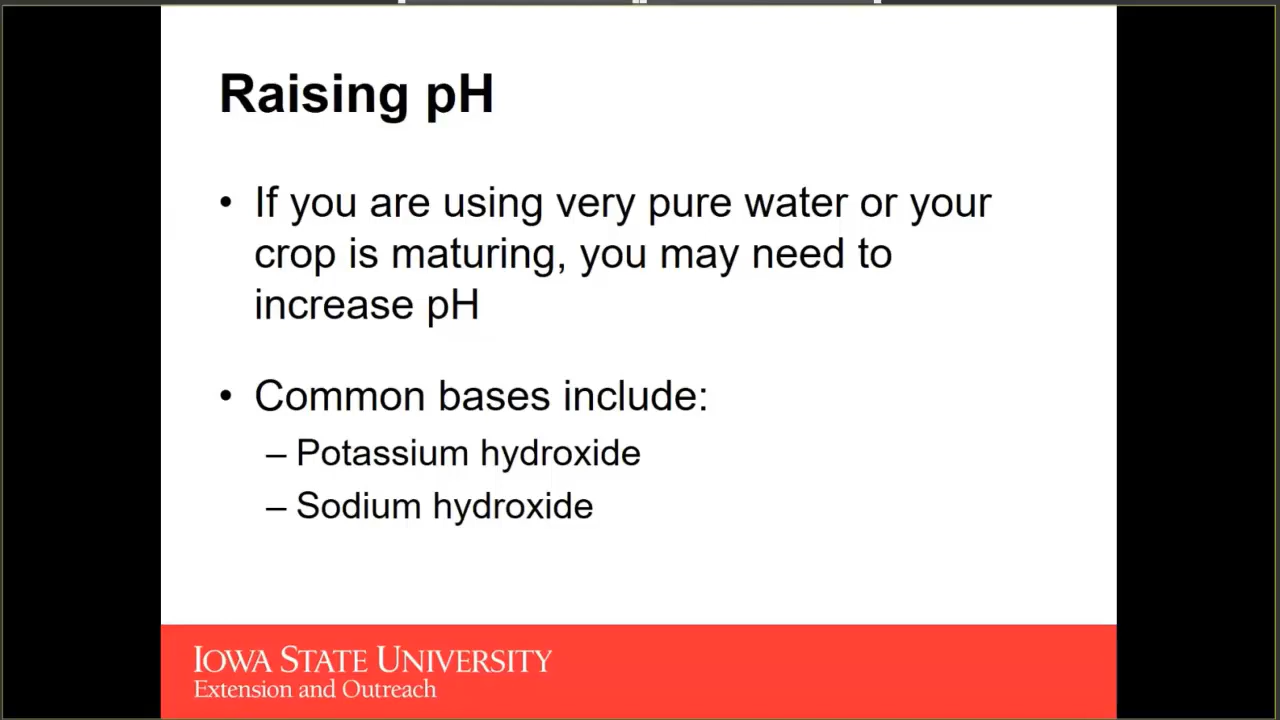 Raising pH
• If you are using very pure water or your
crop is maturing, you may need to
increase pH
• Common bases include:
– Potassium hydroxide
– Sodium hydroxide
IOWA STATE UNIVERSITY
Extension and Outreach